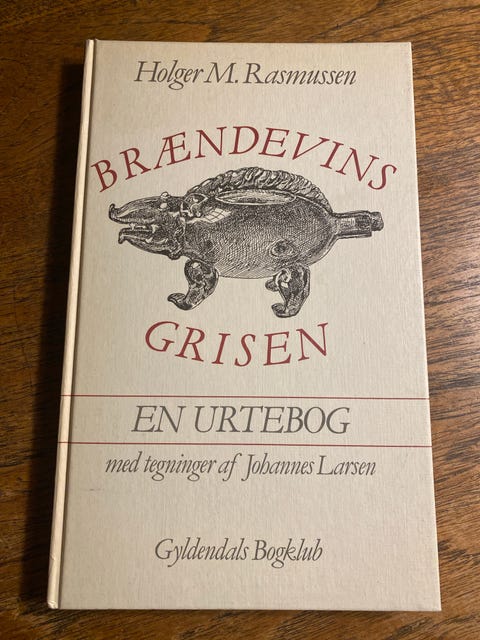 Holger M. Rasmussen
BRÆNDEVINS
GRISEN
EN URTEBOG
med tegninger af Johannes Larsen
Gyldendals Bogklub